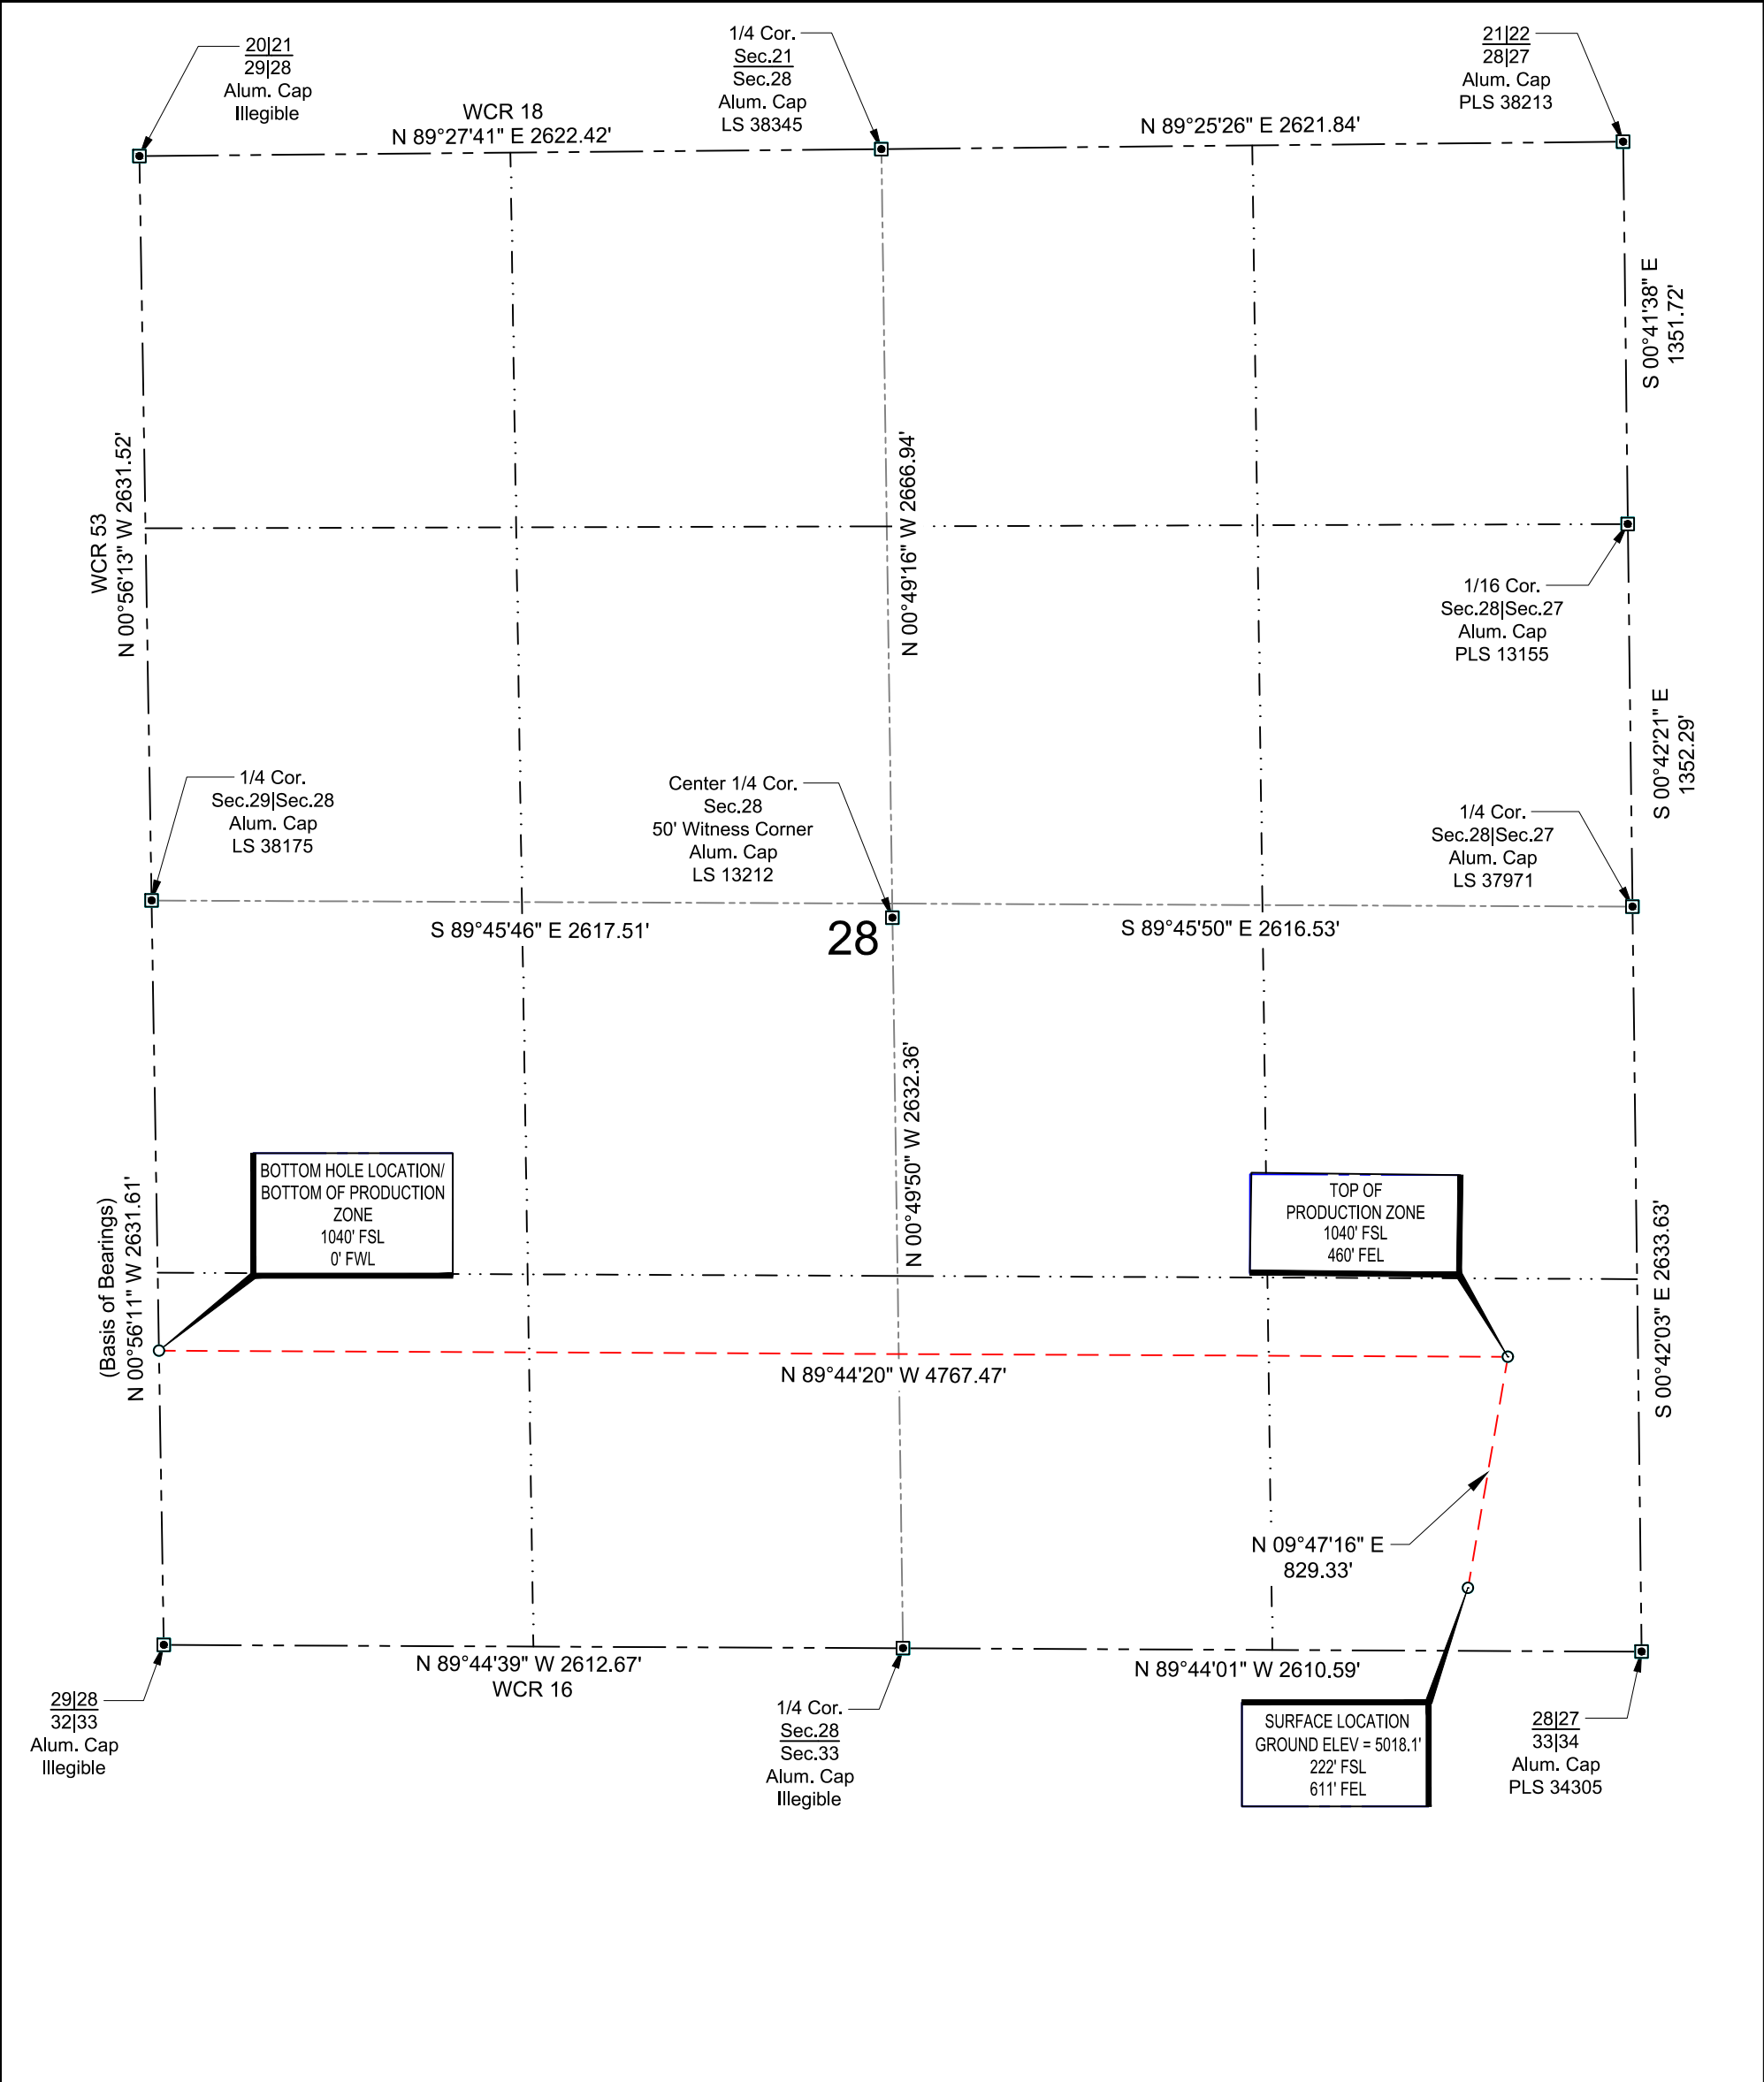 20|21
29|28
Alum. Cap
Illegible
1/4 Cor.
Sec.21
Sec.28
Alum. Cap
LS 38345
21|22
28|27
Alum. Cap
PLS 38213
WCR 18
N 89°27'41" E 2622.42'
N 89°25'26" E 2621.84'
S 00°41'38" E
1351.72'
WCR 53
N 00°56'13" W 2631.52'
N 00°49'16" W 2666.94'
1/16 Cor.
Sec.28|Sec.27
Alum. Cap
PLS 13155
S 00°42'21" E
1352.29'
1/4 Cor.
Sec.29|Sec.28
Alum. Cap
LS 38175
Center 1/4 Cor.
Sec.28
50' Witness Corner
Alum. Cap
LS 13212
1/4 Cor.
Sec.28|Sec.27
Alum. Cap
LS 37971
S 89°45'46" E 2617.51'
28
S 89°45'50" E 2616.53'
N 00°49'50" W 2632.36'
(Basis of Bearings)
N 00°56'11" W 2631.61'
BOTTOM HOLE LOCATION/
BOTTOM OF PRODUCTION
ZONE
1040' FSL
0' FWL
TOP OF
PRODUCTION ZONE
1040' FSL
460' FEL
S 00°42'03" E 2633.63'
N 89°44'20" W 4767.47'
N 09°47'16" E
829.33'
N 89°44'39" W 2612.67'
WCR 16
N 89°44'01" W 2610.59'
29|28
32|33
Alum. Cap
Illegible
1/4 Cor.
Sec.28
Sec.33
Alum. Cap
Illegible
SURFACE LOCATION
GROUND ELEV = 5018.1'
222' FSL
611' FEL
28|27
33|34
Alum. Cap
PLS 34305